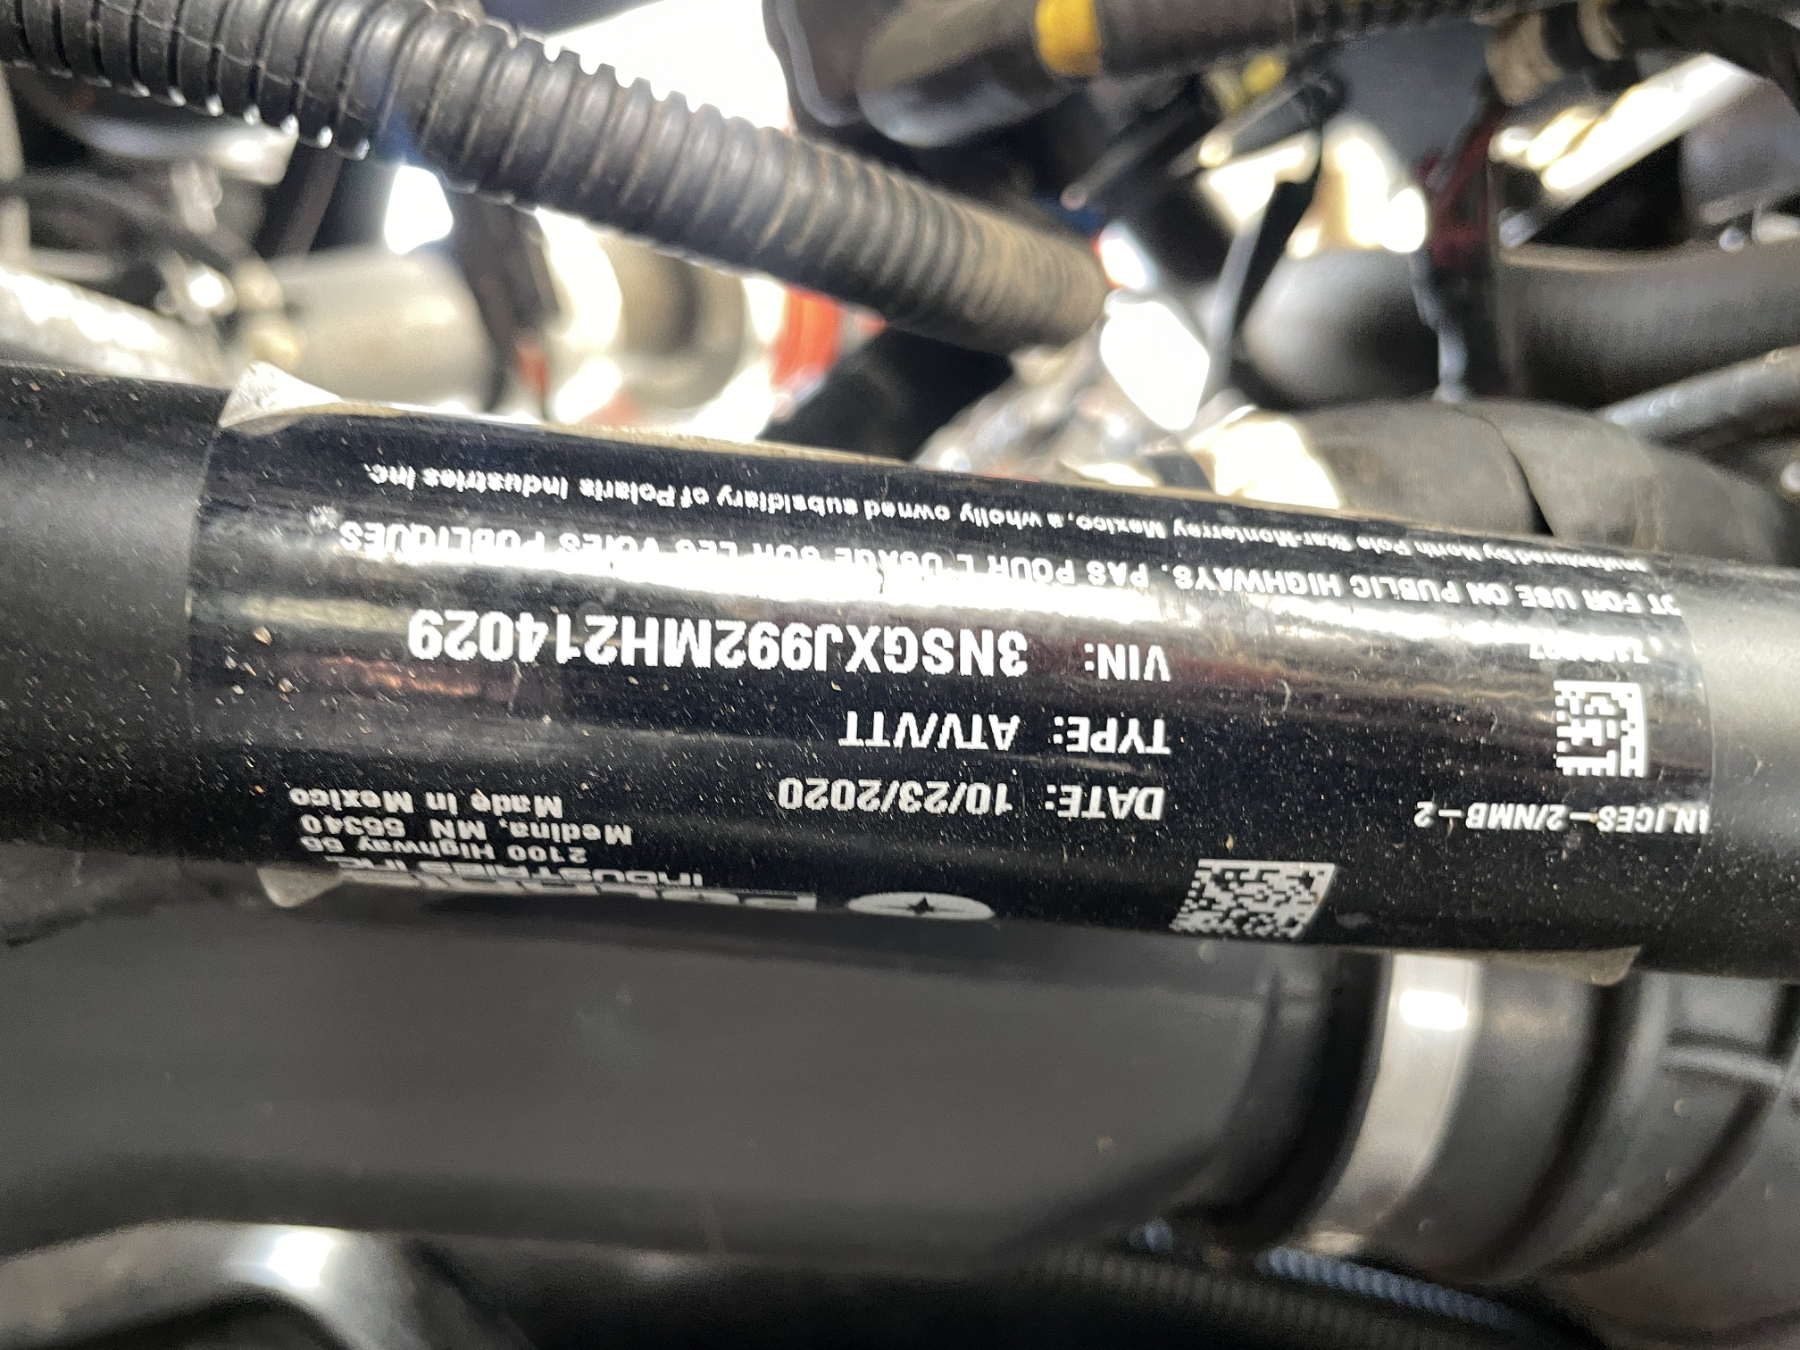 INDUSTRIES INC.
2100 Highway 55
Medina, MN 55340
Made in Mexico
DATE: 10/23/2020
TYPE: ATV/VTT
VIN: 3NSGXJ992MH214029
FOR USE ON PUBLIC HIGHWAYS. PAS POUR L'USAGE SUR LES VOIES PUBLIQUES
by North Pole Star-Monterrey Mexico, a wholly owned subsidiary of Polaris Industries Inc.
ICES-2/NMB-2